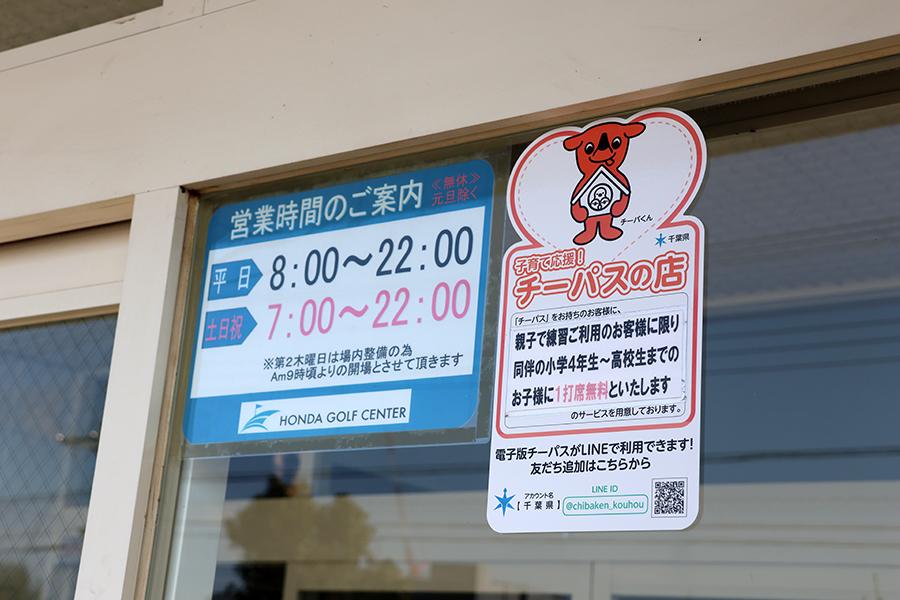 営業時間のご案内
≪無休≫
元旦除く
平日 8:00～22:00
土日祝 7:00～22:00
※第2木曜日は場内整備の為
Am9時頃よりの開場とさせて頂きます
HONDA GOLF CENTER
チーバくん
千葉県
子育て応援!
チーパスの店
「チーパス」をお持ちのお客様に、
親子で練習ご利用のお客様に限り
同伴の小学4年生～高校生までの
お子様に1打席無料といたします
のサービスを用意しております。
電子版チーパスがLINEで利用できます!
友だち追加はこちらから
アカウント名
【千葉県】
LINE ID
@chibaken_kouhou